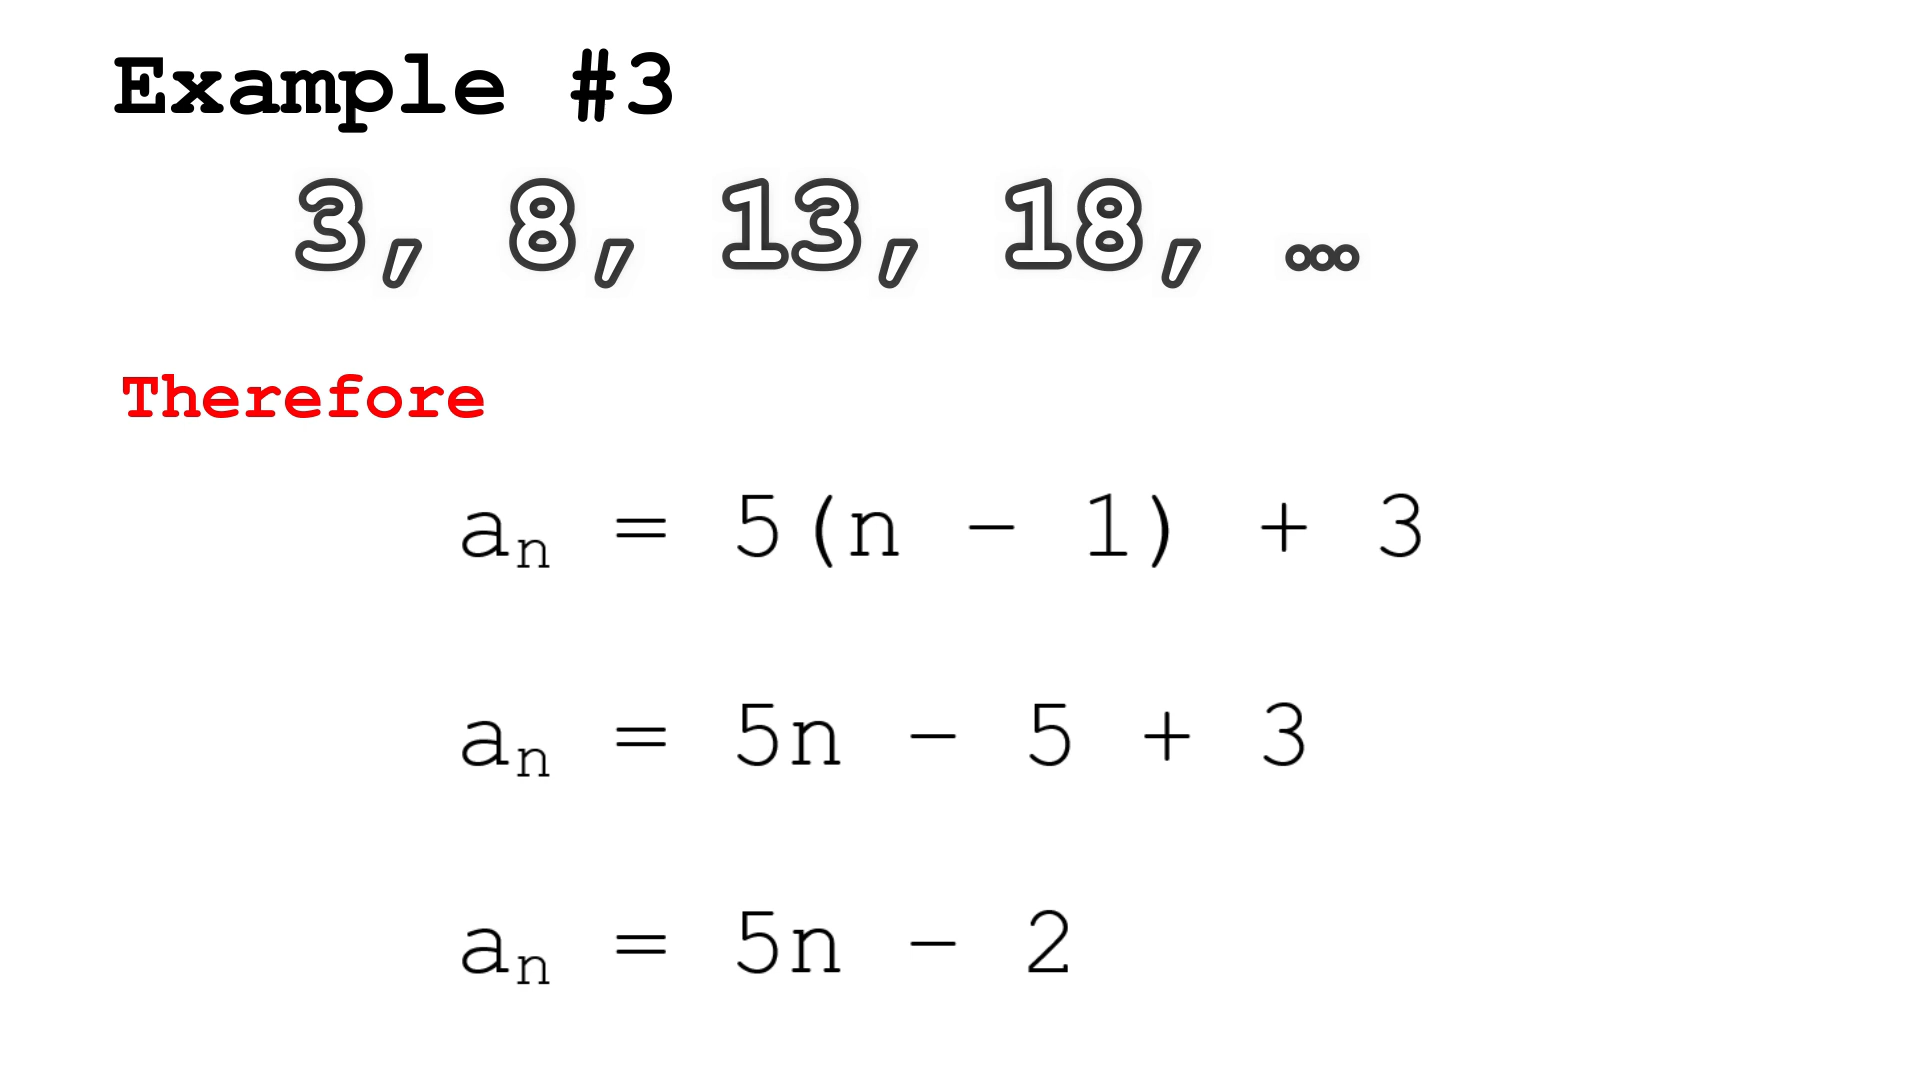 Example #3
3, 8, 13, 18, …
Therefore
aₙ = 5(n - 1) + 3
aₙ = 5n - 5 + 3
aₙ = 5n - 2